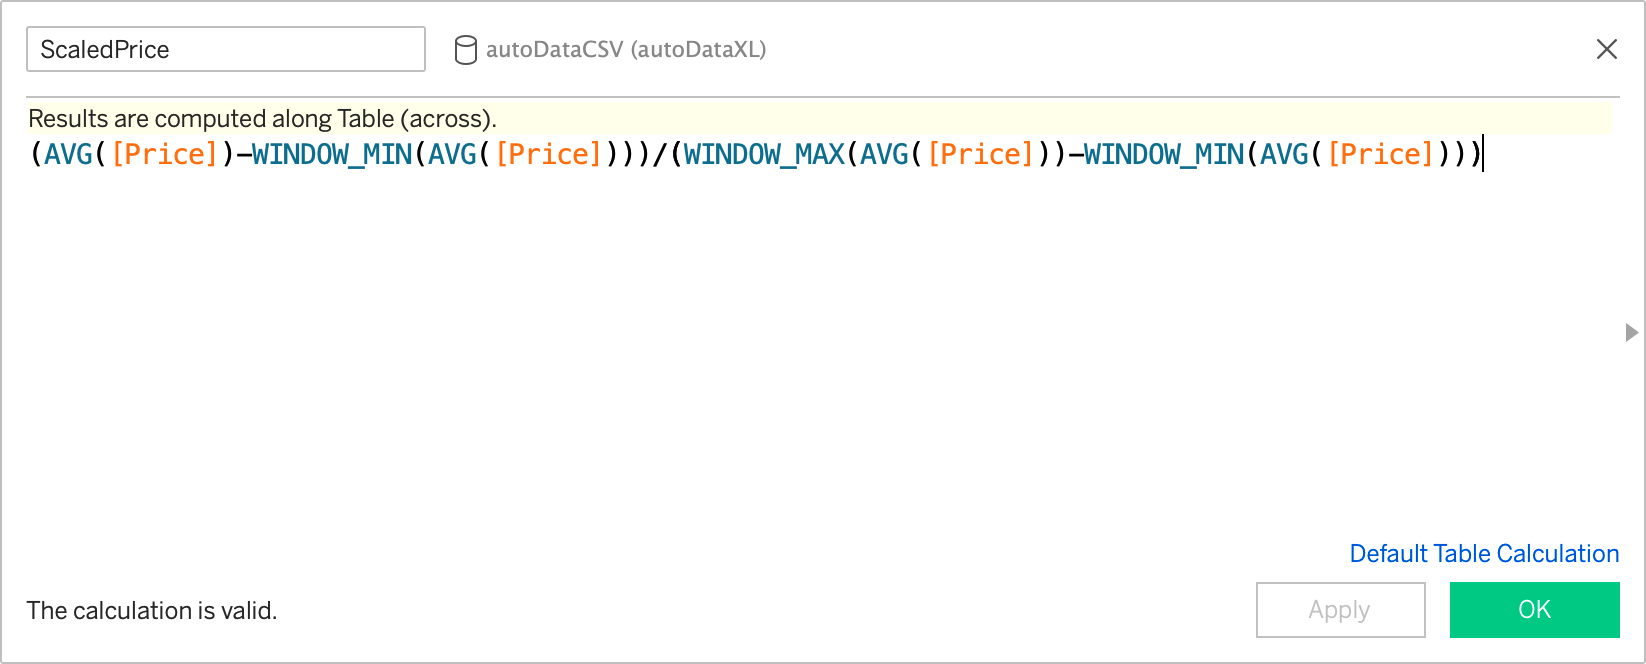 ScaledPrice
autoDataCSV (autoDataXL)
Results are computed along Table (across).
(AVG([Price])–WINDOW_MIN(AVG([Price])))/(WINDOW_MAX(AVG([Price]))–WINDOW_MIN(AVG([Price])))
Default Table Calculation
The calculation is valid.
Apply
OK